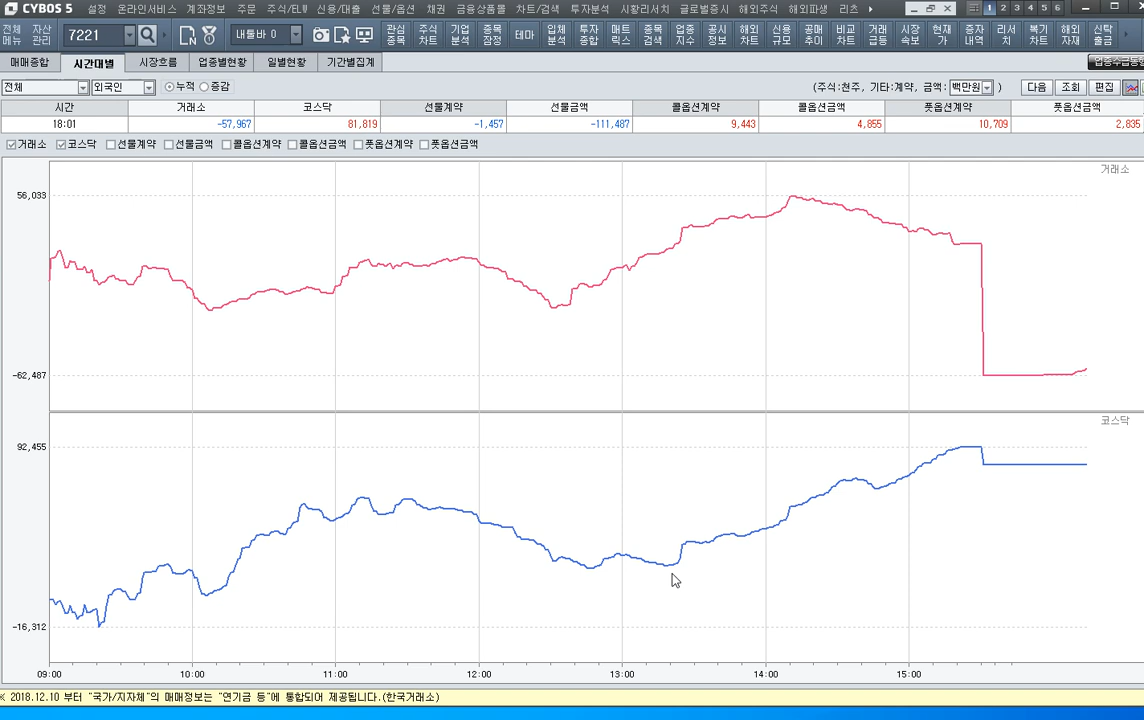 CYBOS 5 설정 온라인서비스 계좌정보 주문 주식/ELW 신용/대출 선물/옵션 채권 금융상품몰 차트/검색 투자분석 시황리서치 글로벌증시 해외주식 해외파생 리츠 1 2 3 4 5 6
전체메뉴 자산관리 7221 내툴바 0 관심종목 주식차트 기업분석 종목잠정 테마 투자종합 매트릭스 종목검색 업종지수 공시정보 해외차트 신용규모 공매추이 비교차트 거래급등 시장속보 현재가 증자내역 리서치 복기차트 해외자재 신탁출금
매매종합 시간대별 시장흐름 업종별현황 일별현황 기간별집계
전체 외국인 누적 증감 (주식:천주, 기타:계약, 금액: 백만원 ) 다음 조회 편집
시간 거래소 코스닥 선물계약 선물금액 콜옵션계약 콜옵션금액 풋옵션계약 풋옵션금액
18:01 -57,967 81,819 -1,457 -111,487 9,443 4,855 10,709 2,835
거래소 코스닥 선물계약 선물금액 콜옵션계약 콜옵션금액 풋옵션계약 풋옵션금액
거래소
56,033
-62,487
코스닥
92,455
-16,312
09:00 10:00 11:00 12:00 13:00 14:00 15:00
※ 2018.12.10 부터 "국가/지자체"의 매매정보는 "연기금 등"에 통합되어 제공됩니다.(한국거래소)